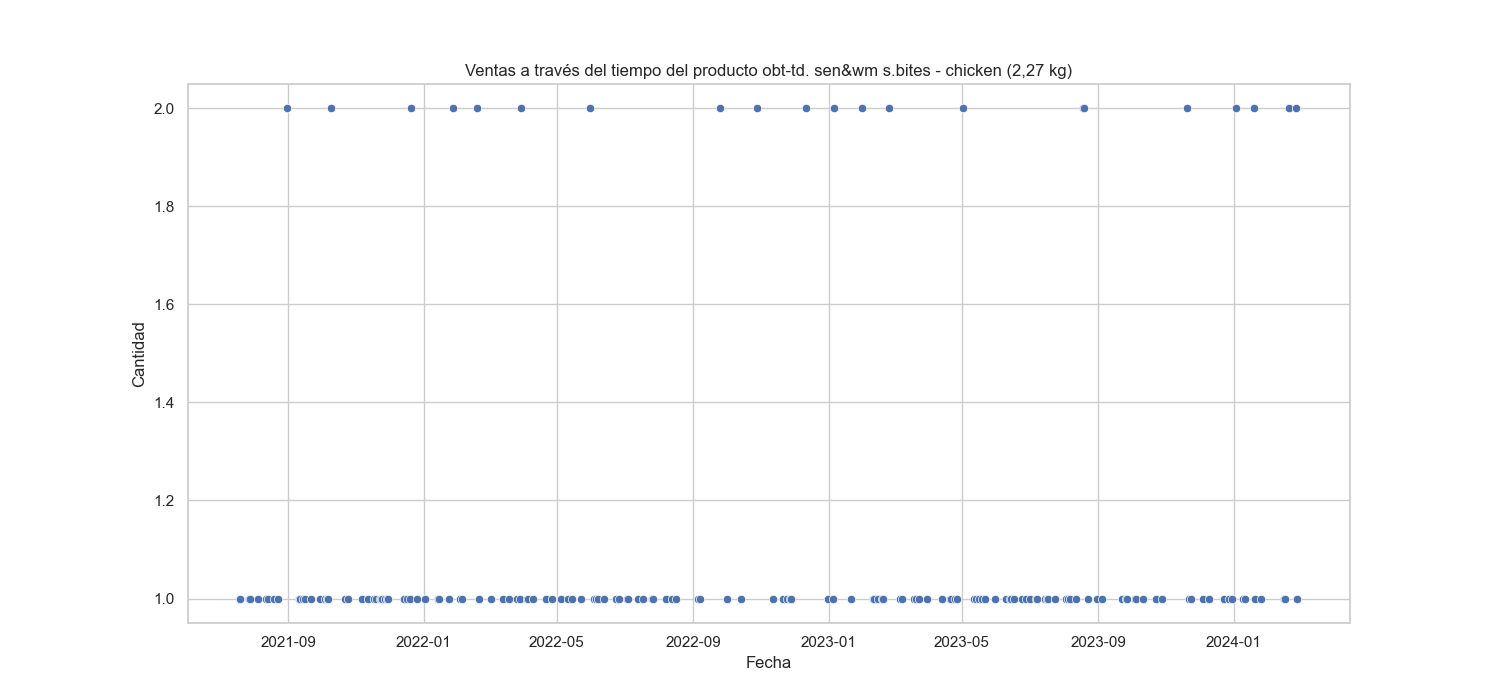 Ventas a través del tiempo del producto obt-td. sen&wm s.bites - chicken (2,27 kg)
2.0
1.8
1.6
1.4
1.2
1.0
Cantidad
2021-09 2022-01 2022-05 2022-09 2023-01 2023-05 2023-09 2024-01
Fecha